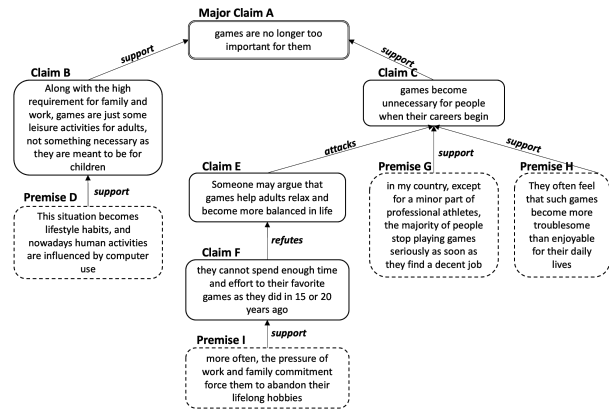 Major Claim A
games are no longer too
important for them
support
support
Claim B
Along with the high
requirement for family and
work, games are just some
leisure activities for adults,
not something necessary as
they are meant to be for
children
Claim C
games become
unnecessary for people
when their careers begin
attacks
support
support
Premise D
support
This situation becomes
lifestyle habits, and
nowadays human activities
are influenced by computer
use
Claim E
Someone may argue that
games help adults relax and
become more balanced in life
Premise G
in my country, except
for a minor part of
professional athletes,
the majority of people
stop playing games
seriously as soon as
they find a decent job
Premise H
They often feel that such games
become more
troublesome
than enjoyable
for their daily
lives
refutes
Claim F
they cannot spend enough time
and effort to their favorite
games as they did in 15 or 20
years ago
Premise I
support
more often, the pressure of
work and family commitment
force them to abandon their
lifelong hobbies